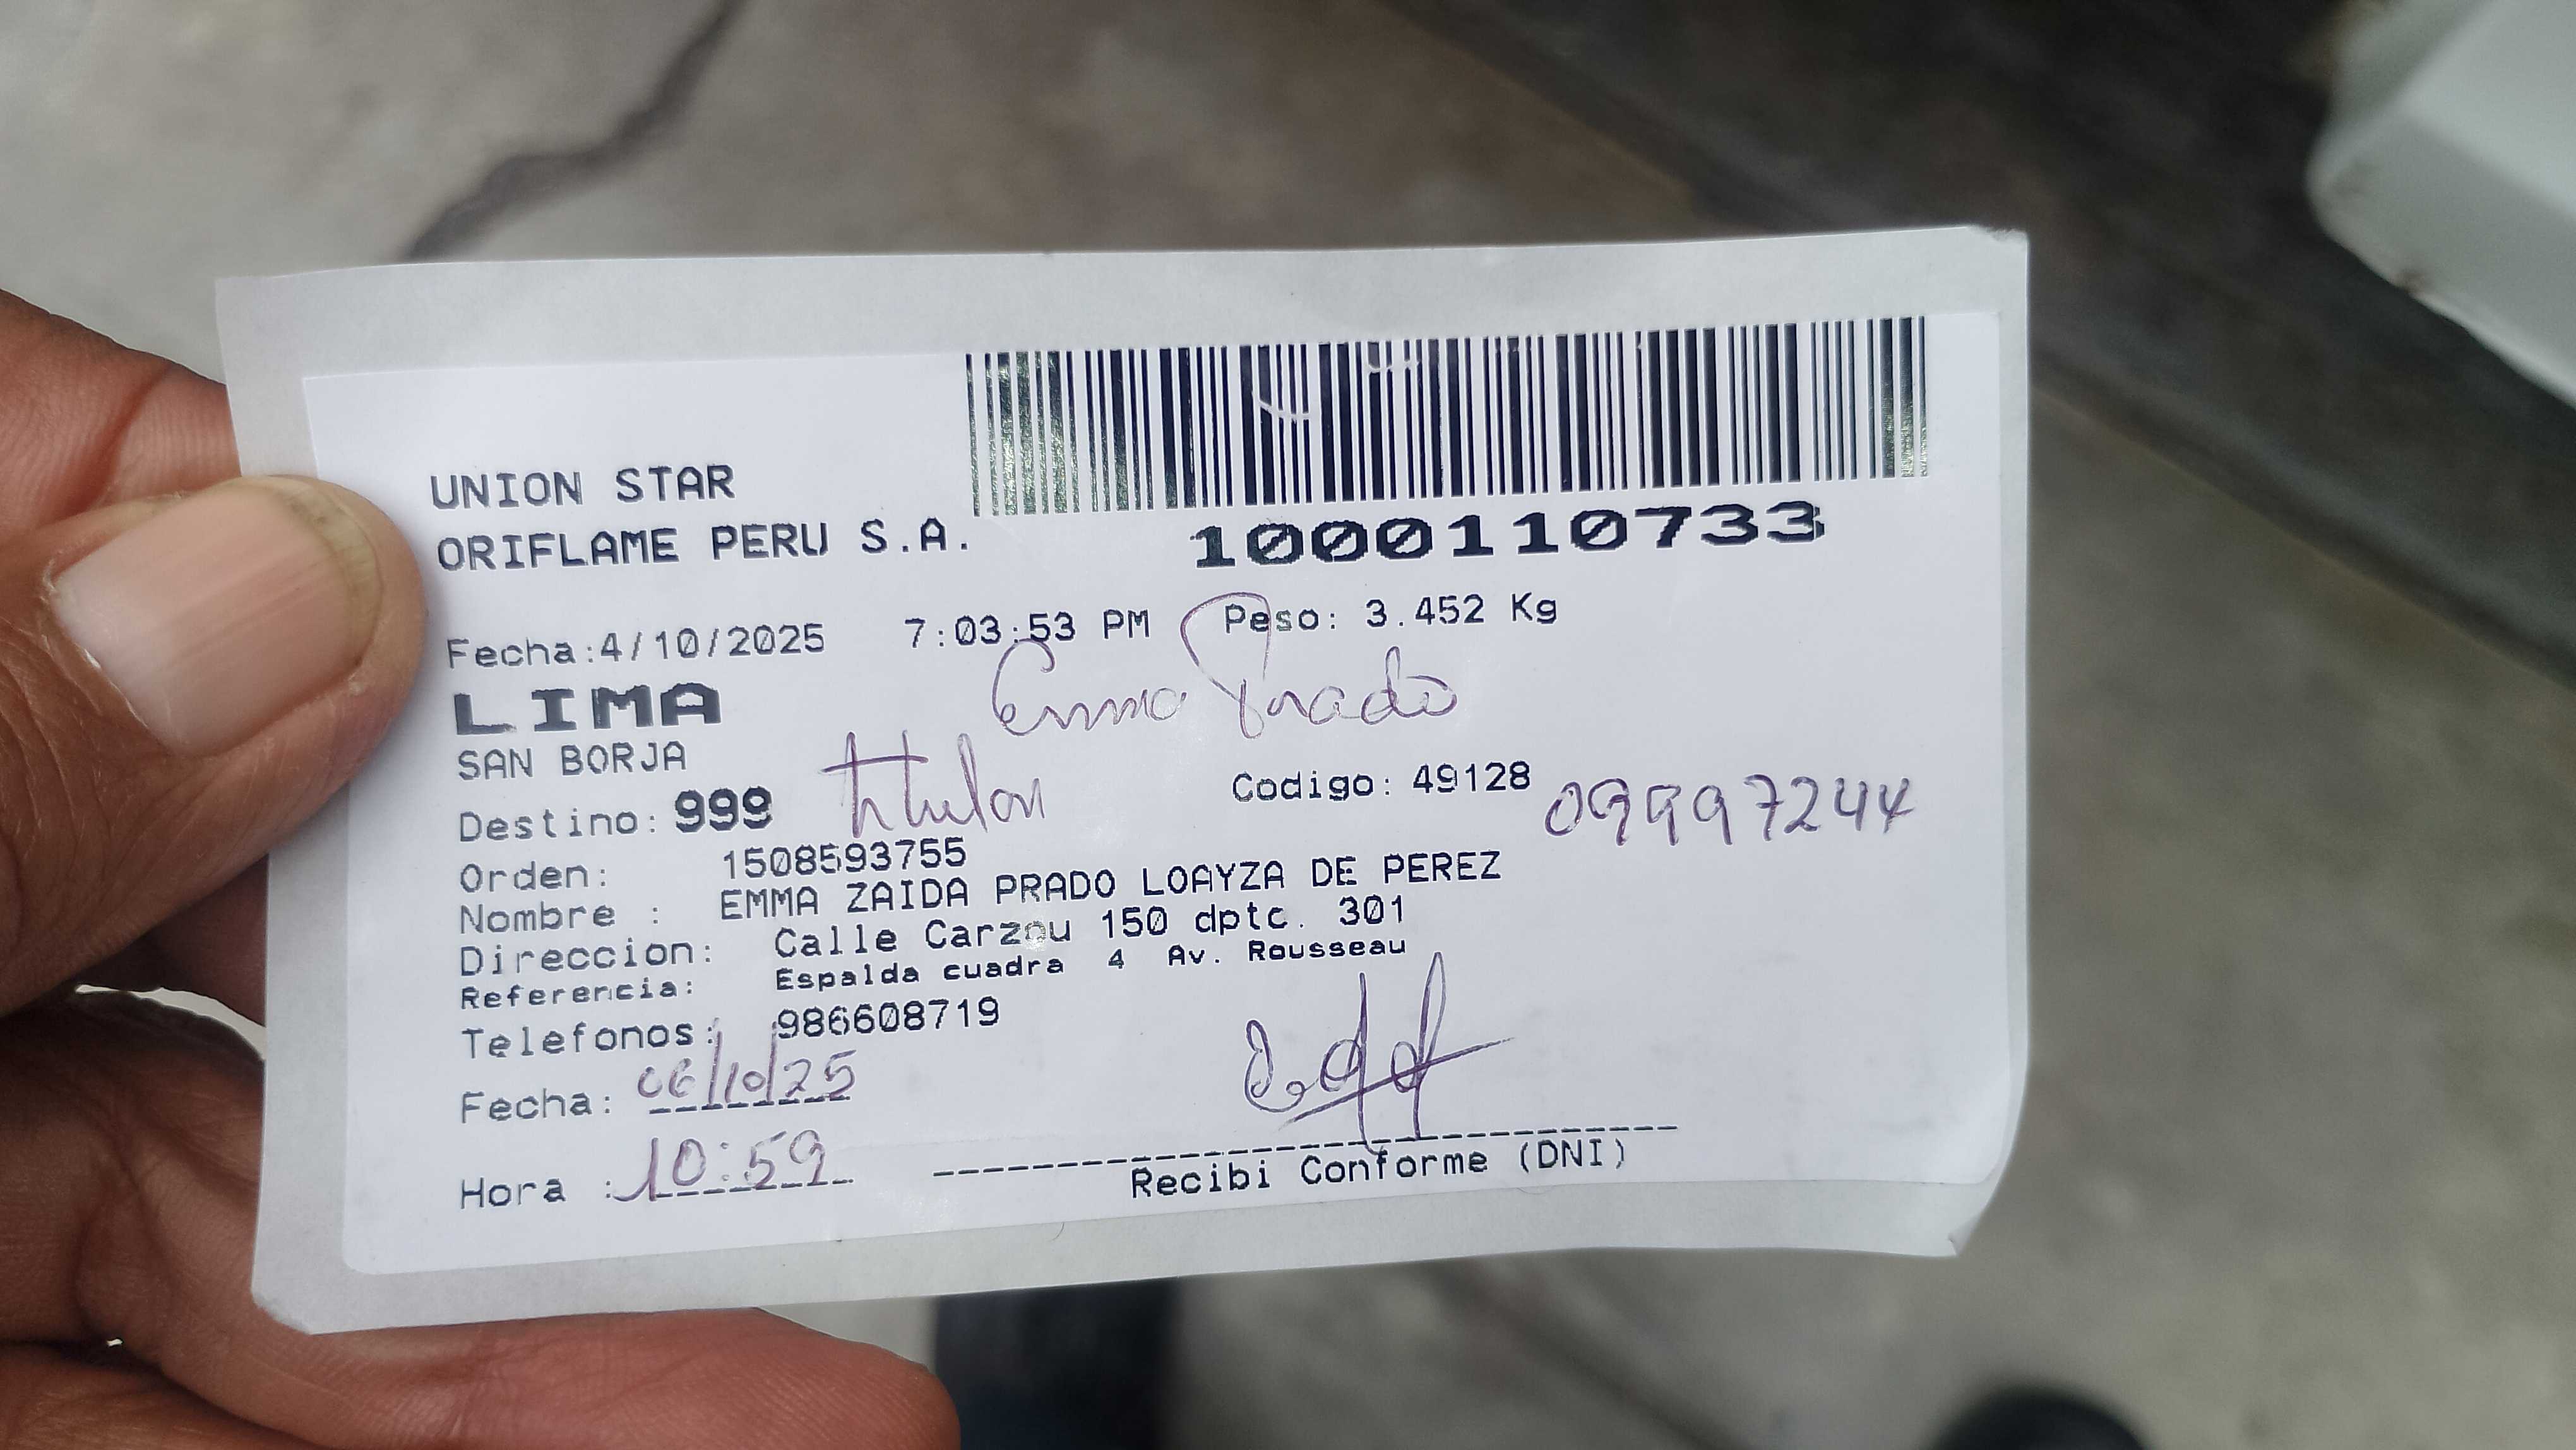 UNION STAR
ORIFLAME PERU S.A.
1000110733
Fecha:4/10/2025 7:03:53 PM Peso: 3.452 Kg
LIMA
Emma Prado
SAN BORJA
titular
Destino: 999 Codigo: 49128 09997244
Orden: 1508593755
Nombre : EMMA ZAIDA PRADO LOAYZA DE PEREZ
Direccion: Calle Carzou 150 dptc. 301
Referencia: Espalda cuadra 4 Av. Rousseau
Telefonos: 986608719
Fecha: 06/10/25
Hora : 10:59
Recibi Conforme (DNI)